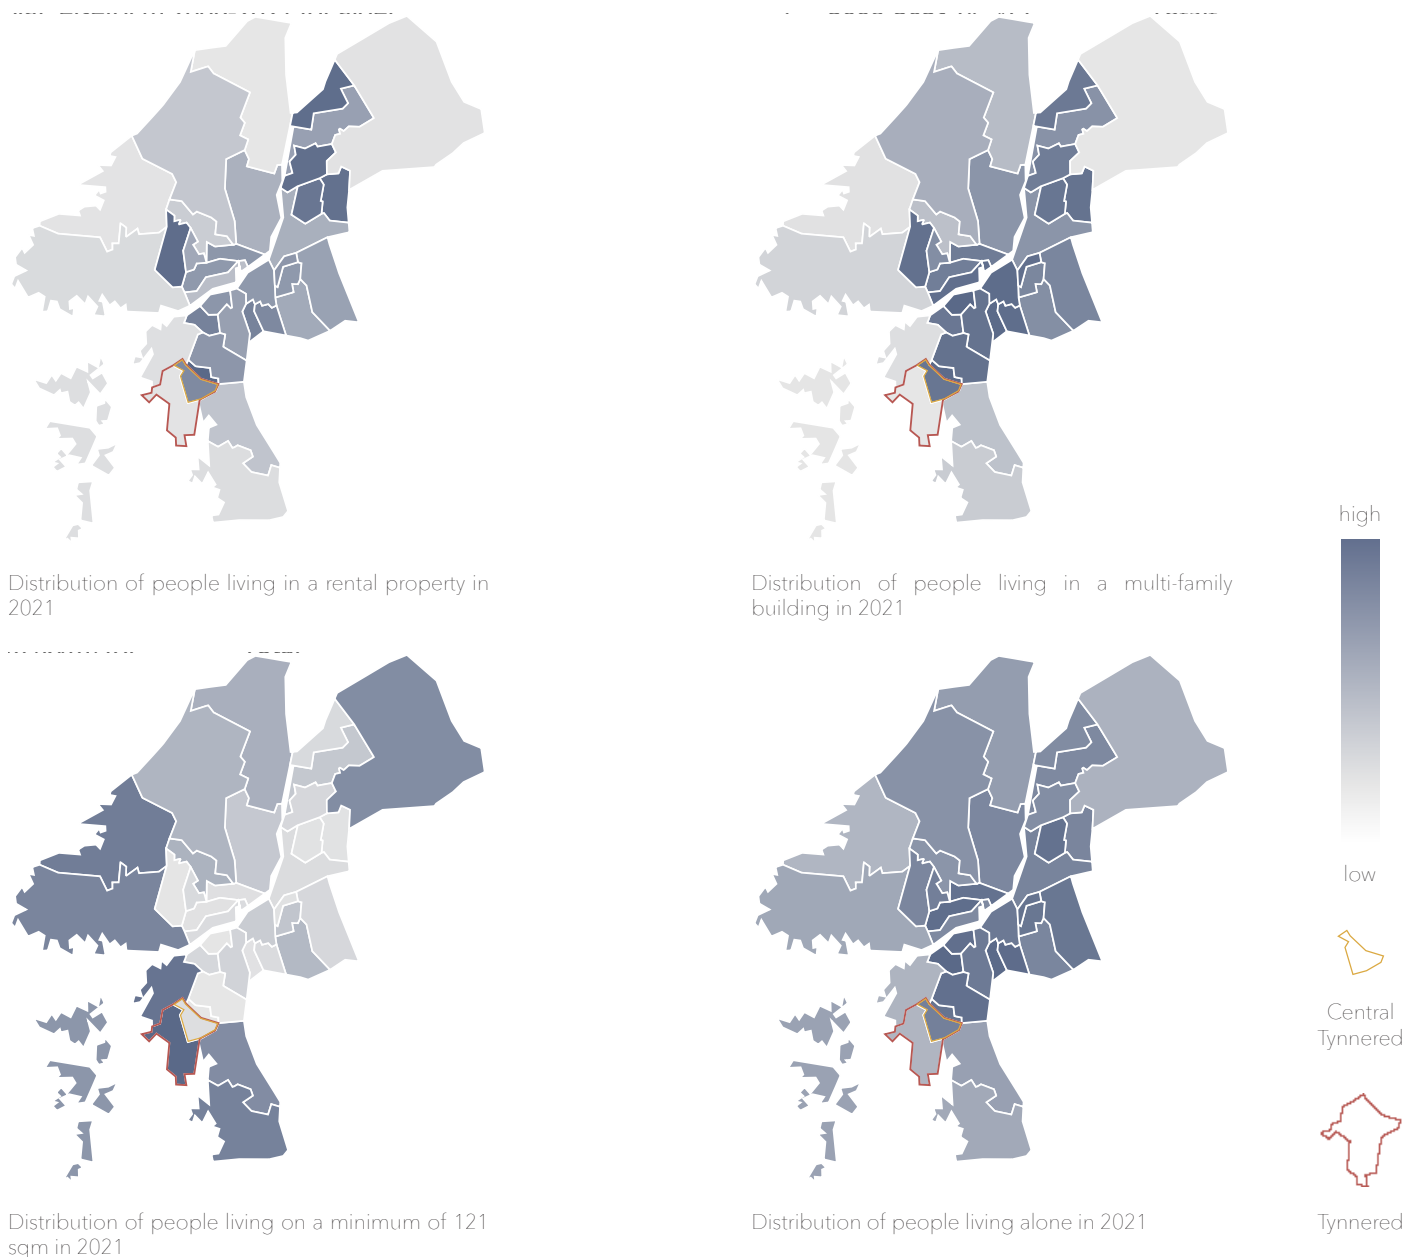 high
Distribution of people living in a rental property in
2021
Distribution of people living in a multi-family
building in 2021
low
Central
Tynnered
Distribution of people living on a minimum of 121
sqm in 2021
Distribution of people living alone in 2021
Tynnered